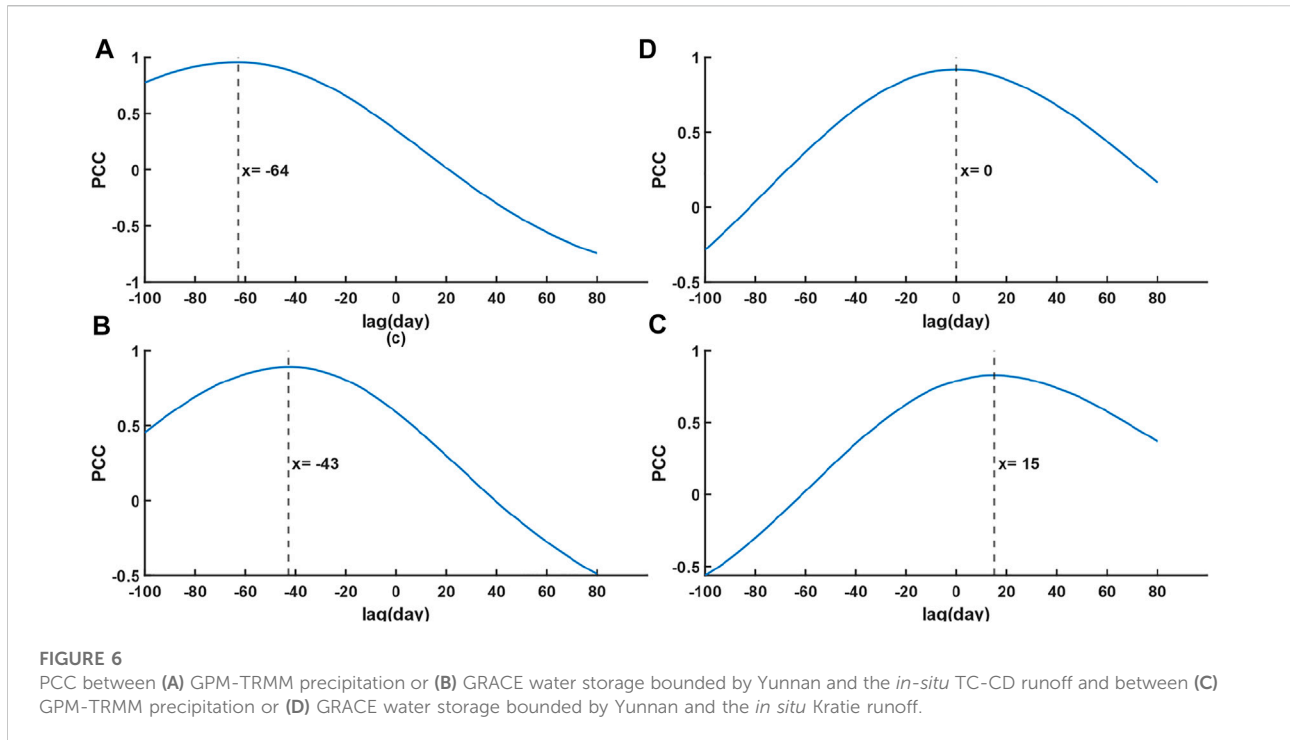 A
PCC
1
0.5
0
-0.5
-1
x= -64
-100 -80 -60 -40 -20 0 20 40 60 80
lag(day)
(c)
D
PCC
1
0.5
0
-0.5
x= 0
-100 -80 -60 -40 -20 0 20 40 60 80
lag(day)
B
PCC
1
0.5
0
-0.5
x= -43
-100 -80 -60 -40 -20 0 20 40 60 80
lag(day)
C
PCC
1
0.5
0
-0.5
x= 15
-100 -80 -60 -40 -20 0 20 40 60 80
lag(day)
FIGURE 6
PCC between (A) GPM-TRMM precipitation or (B) GRACE water storage bounded by Yunnan and the in-situ TC-CD runoff and between (C)
GPM-TRMM precipitation or (D) GRACE water storage bounded by Yunnan and the in situ Kratie runoff.